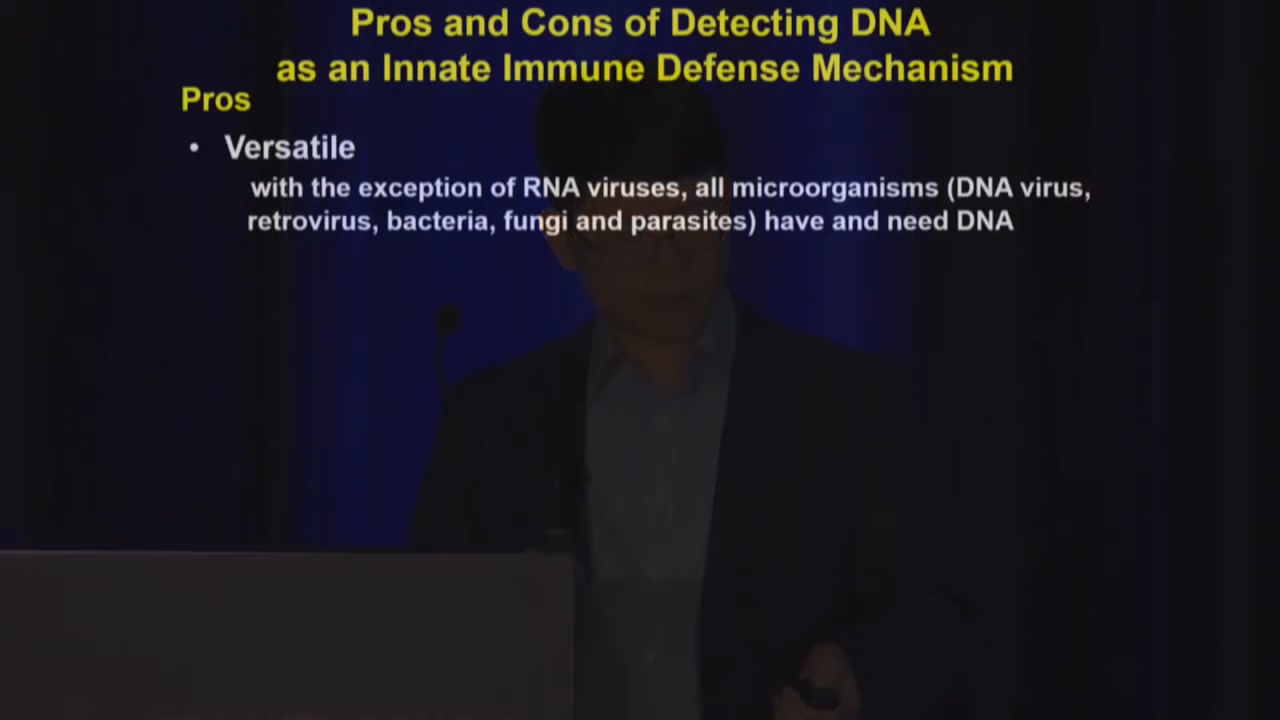 Pros and Cons of Detecting DNA
as an Innate Immune Defense Mechanism
Pros
• Versatile
with the exception of RNA viruses, all microorganisms (DNA virus,
retrovirus, bacteria, fungi and parasites) have and need DNA